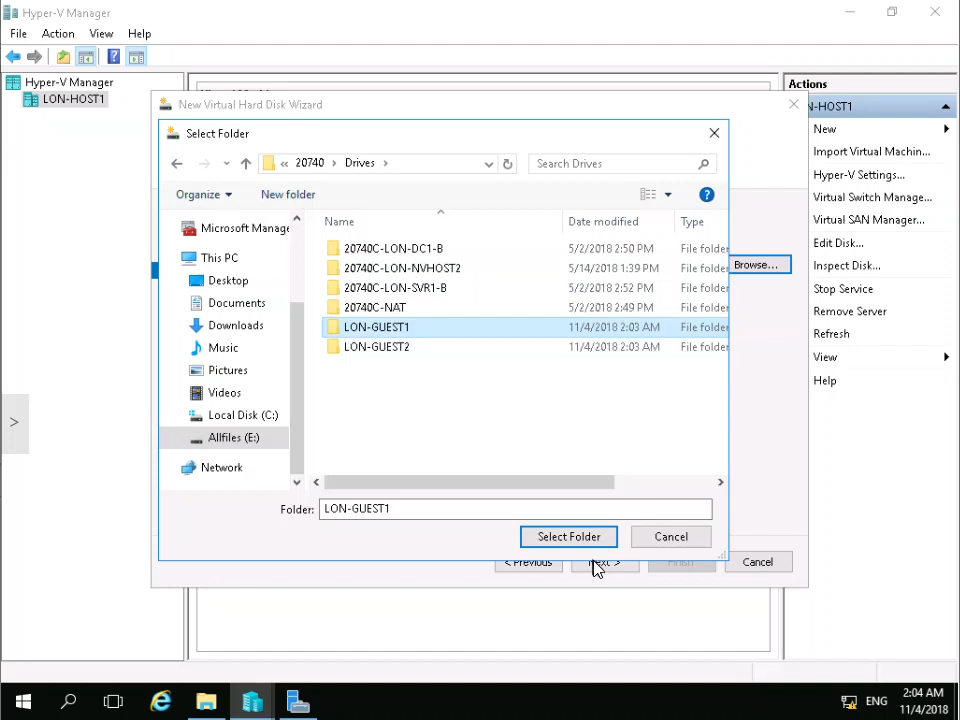 Hyper-V Manager
File Action View Help
Hyper-V Manager
LON-HOST1
New Virtual Hard Disk Wizard
Select Folder
« 20740 > Drives >
Search Drives
Organize
New folder
Microsoft Manage
This PC
Desktop
Documents
Downloads
Music
Pictures
Videos
Local Disk (C:)
Allfiles (E:)
Network
Name Date modified Type
20740C-LON-DC1-B 5/2/2018 2:50 PM File folder
20740C-LON-NVHOST2 5/14/2018 1:39 PM File folder
20740C-LON-SVR1-B 5/2/2018 2:52 PM File folder
20740C-NAT 5/2/2018 2:49 PM File folder
LON-GUEST1 11/4/2018 2:03 AM File folder
LON-GUEST2 11/4/2018 2:03 AM File folder
Folder: LON-GUEST1
Select Folder Cancel
Browse...
< Previous Next > Finish Cancel
Actions
N-HOST1
New
Import Virtual Machin...
Hyper-V Settings...
Virtual Switch Manage...
Virtual SAN Manager...
Edit Disk...
Inspect Disk...
Stop Service
Remove Server
Refresh
View
Help
ENG
2:04 AM
11/4/2018